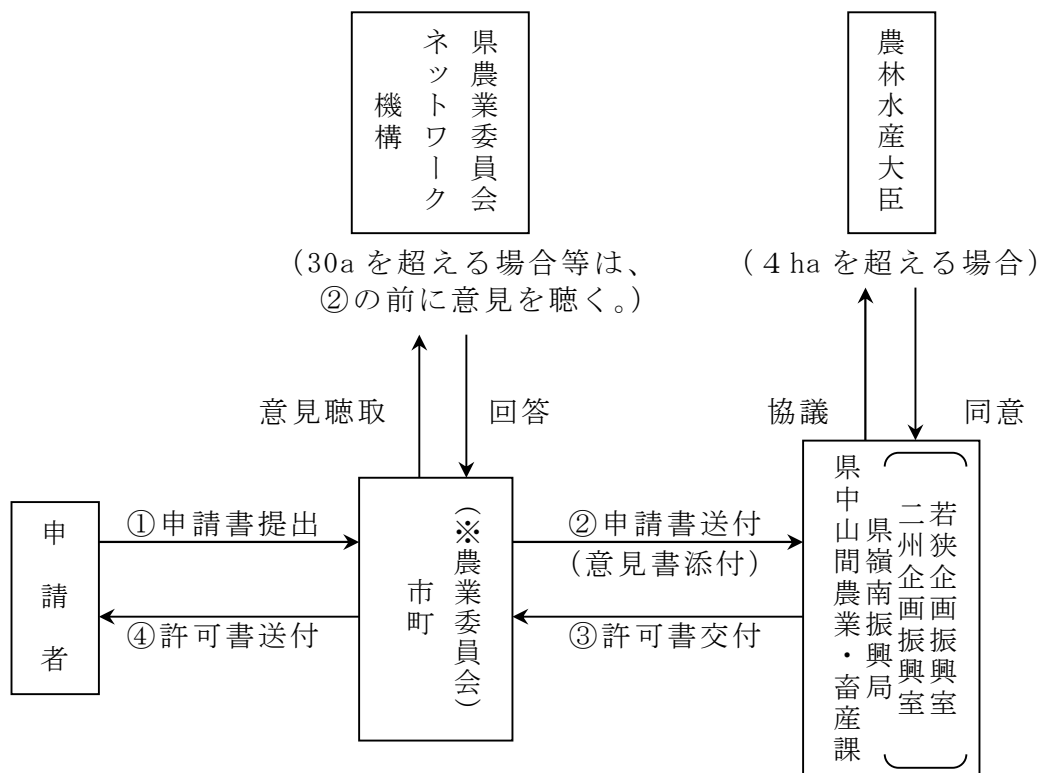 県農業委員会
ネットワーク
機構
農林水産大臣
(30a を超える場合等は、
②の前に意見を聴く。)
(４ha を超える場合)
意見聴取
回答
協議
同意
申請者
①申請書提出
④許可書送付
(※農業委員会)
市町
②申請書送付
(意見書添付)
③許可書交付
若狭企画振興室
二州企画振興室
県嶺南振興局
県中山間農業・畜産課